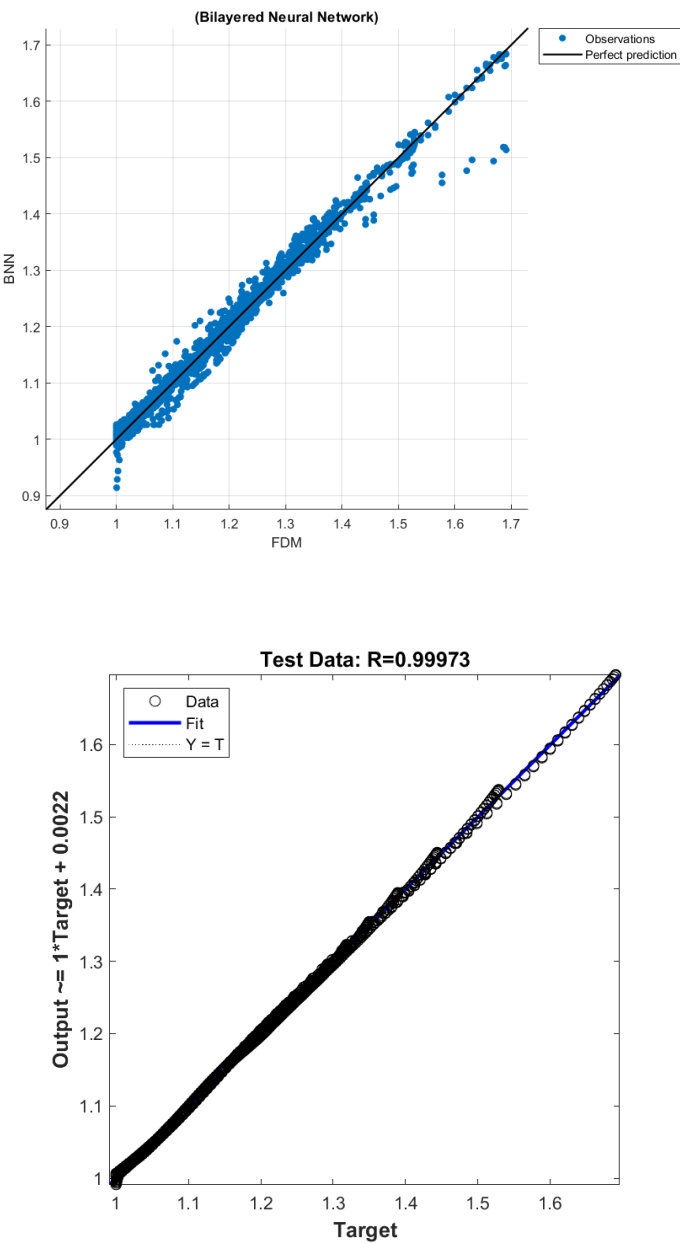 (Bilayered Neural Network)
1.7
1.6
1.5
1.4
1.3
1.2
1.1
1
0.9
BNN
0.9 1 1.1 1.2 1.3 1.4 1.5 1.6 1.7
FDM
Observations
Perfect prediction
Test Data: R=0.99973
Data
Fit
Y = T
Output ~= 1*Target + 0.0022
1.6
1.5
1.4
1.3
1.2
1.1
1
1 1.1 1.2 1.3 1.4 1.5 1.6
Target